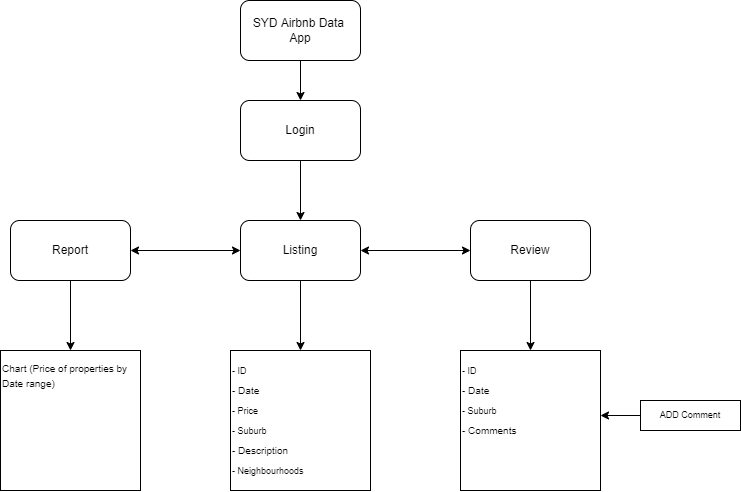 SYD Airbnb Data
App
Login
Report
Listing
Review
Chart (Price of properties by
Date range)
- ID
- Date
- Price
- Suburb
- Description
- Neighbourhoods
- ID
- Date
- Suburb
- Comments
ADD Comment